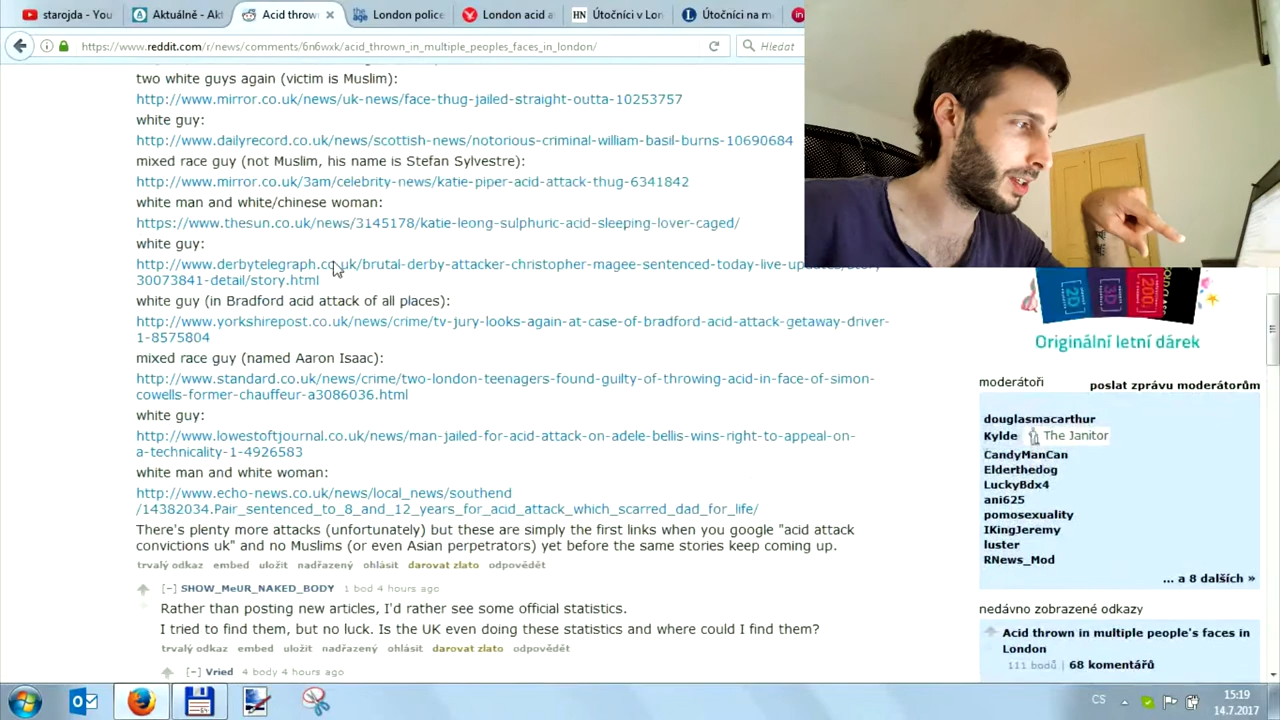 starojda - You
Aktuálně - Akt
Acid throw
London police
London acid a
HN Útočníci v Lon
L Útočníci na m
in
https://www.reddit.com/r/news/comments/6n6wxk/acid_thrown_in_multiple_peoples_faces_in_london/
Hledat
two white guys again (victim is Muslim):
http://www.mirror.co.uk/news/uk-news/face-thug-jailed-straight-outta-10253757
white guy:
http://www.dailyrecord.co.uk/news/scottish-news/notorious-criminal-william-basil-burns-10690684
mixed race guy (not Muslim, his name is Stefan Sylvestre):
http://www.mirror.co.uk/3am/celebrity-news/katie-piper-acid-attack-thug-6341842
white man and white/chinese woman:
https://www.thesun.co.uk/news/3145178/katie-leong-sulphuric-acid-sleeping-lover-caged/
white guy:
http://www.derbytelegraph.co.uk/brutal-derby-attacker-christopher-magee-sentenced-today-live-updates/story-
30073841-detail/story.html
white guy (in Bradford acid attack of all places):
http://www.yorkshirepost.co.uk/news/crime/tv-jury-looks-again-at-case-of-bradford-acid-attack-getaway-driver-
1-8575804
mixed race guy (named Aaron Isaac):
http://www.standard.co.uk/news/crime/two-london-teenagers-found-guilty-of-throwing-acid-in-face-of-simon-
cowells-former-chauffeur-a3086036.html
white guy:
http://www.lowestoftjournal.co.uk/news/man-jailed-for-acid-attack-on-adele-bellis-wins-right-to-appeal-on-
a-technicality-1-4926583
white man and white woman:
http://www.echo-news.co.uk/news/local_news/southend
/14382034.Pair_sentenced_to_8_and_12_years_for_acid_attack_which_scarred_dad_for_life/
There's plenty more attacks (unfortunately) but these are simply the first links when you google "acid attack
convictions uk" and no Muslims (or even Asian perpetrators) yet before the same stories keep coming up.
trvalý odkaz embed uložit nadřazený ohlásit darovat zlato odpovědět
[-] SHOW_MeUR_NAKED_BODY 1 bod 4 hours ago
Rather than posting new articles, I'd rather see some official statistics.
I tried to find them, but no luck. Is the UK even doing these statistics and where could I find them?
trvalý odkaz embed uložit nadřazený ohlásit darovat zlato odpovědět
[-] Vried 4 body 4 hours ago
2D 3D 200,- GOLD CLASS
Originální letní dárek
moderátoři poslat zprávu moderátorům
douglasmacarthur
Kylde The Janitor
CandyManCan
Elderthedog
LuckyBdx4
ani625
pomosexuality
IKingJeremy
luster
RNews_Mod
... a 8 dalších »
nedávno zobrazené odkazy
Acid thrown in multiple people's faces in
London
111 bodů | 68 komentářů
CS
15:19
14.7.2017